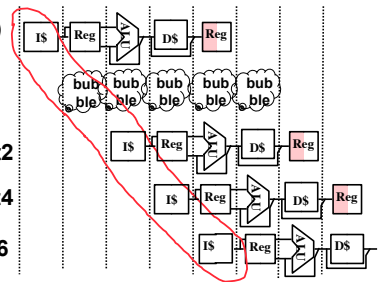 I$ Reg ALU D$ Reg
bub bub bub bub bub
ble ble ble ble ble
2 I$ Reg ALU D$ Reg
4 I$ Reg ALU D$ Reg
6 I$ Reg ALU D$